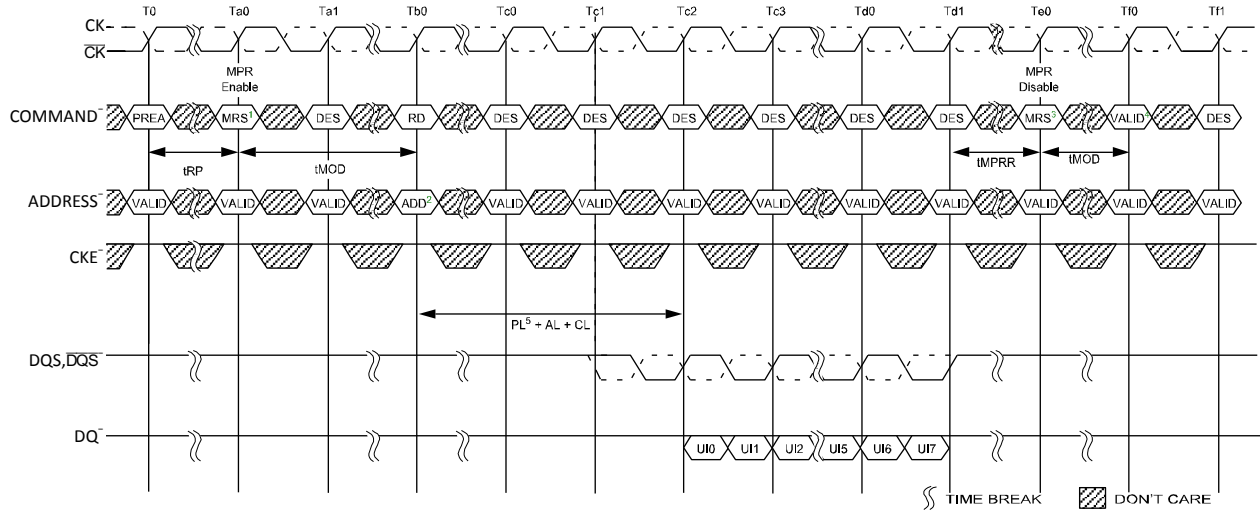 T0 Ta0 Ta1 Tb0 Tc0 Tc1 Tc2 Tc3 Td0 Td1 Te0 Tf0 Tf1
CK
CK
MPR Enable
MPR Disable
COMMAND PREA MRS1 DES RD DES DES DES DES DES DES MRS3 VALID4 DES
tRP tMOD tMPRR tMOD
ADDRESS VALID VALID VALID ADD2 VALID VALID VALID VALID VALID VALID VALID VALID VALID
CKE
PL5 + AL + CL
DQS,DQS
DQ UI0 UI1 UI2 UI5 UI6 UI7
TIME BREAK DON'T CARE